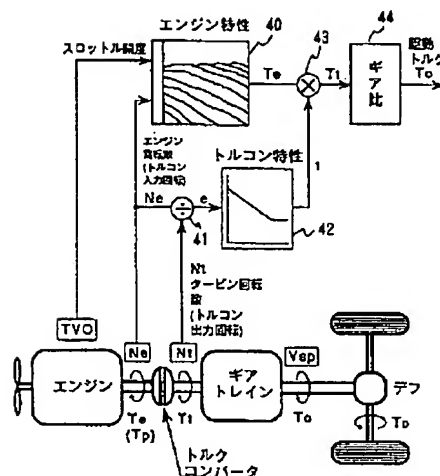 エンジン特性
40
43
44
スロットル開度
Te
Tt
ギア比
駆動
トルク
To
エンジン
回転数
(トルコン
入力回転)
トルコン特性
Ne
e
t
÷
41
42
Nt
タービン回転
数
(トルコン
出力回転)
TVO
Ne
Nt
Vsp
エンジン
ギア
トレイン
デフ
Te
(Tp)
Tt
To
TD
トルク
コンバータ